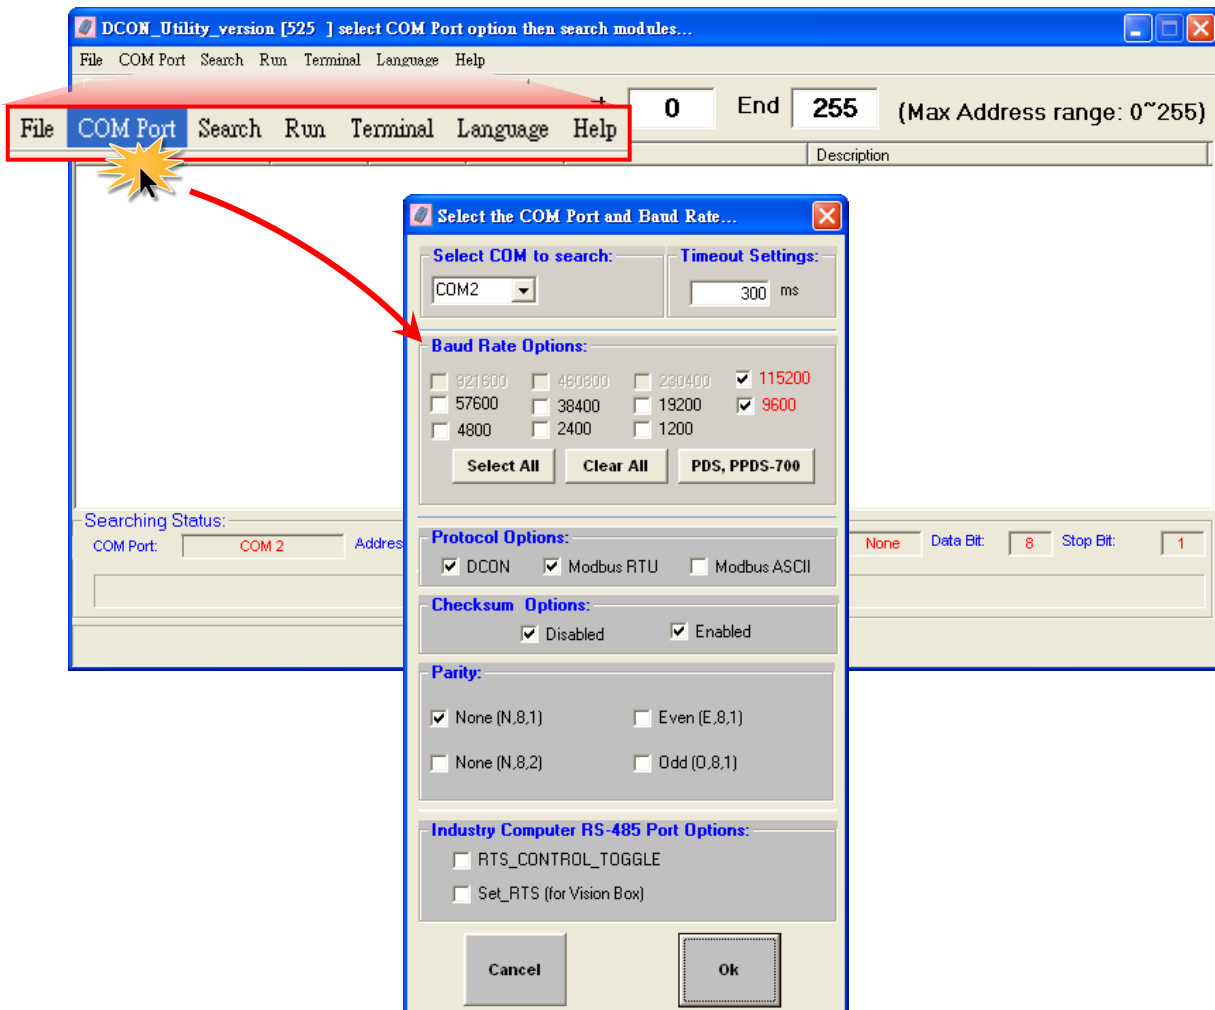 DCON_Utility_version [525 ] select COM Port option then search modules...
File COM Port Search Run Terminal Language Help
0 End 255 (Max Address range: 0~255)
File COM Port Search Run Terminal Language Help
Description
Select the COM Port and Baud Rate...
Select COM to search: Timeout Settings:
COM2 300 ms
Baud Rate Options:
921600 460800 230400 115200
57600 38400 19200 9600
4800 2400 1200
Select All Clear All PDS, PPDS-700
Searching Status:
COM Port: COM 2 Addres None Data Bit: 8 Stop Bit: 1
Protocol Options:
DCON Modbus RTU Modbus ASCII
Checksum Options:
Disabled Enabled
Parity:
None (N,8,1) Even (E,8,1)
None (N,8,2) Odd (O,8,1)
Industry Computer RS-485 Port Options:
RTS_CONTROL_TOGGLE
Set_RTS (for Vision Box)
Cancel Ok